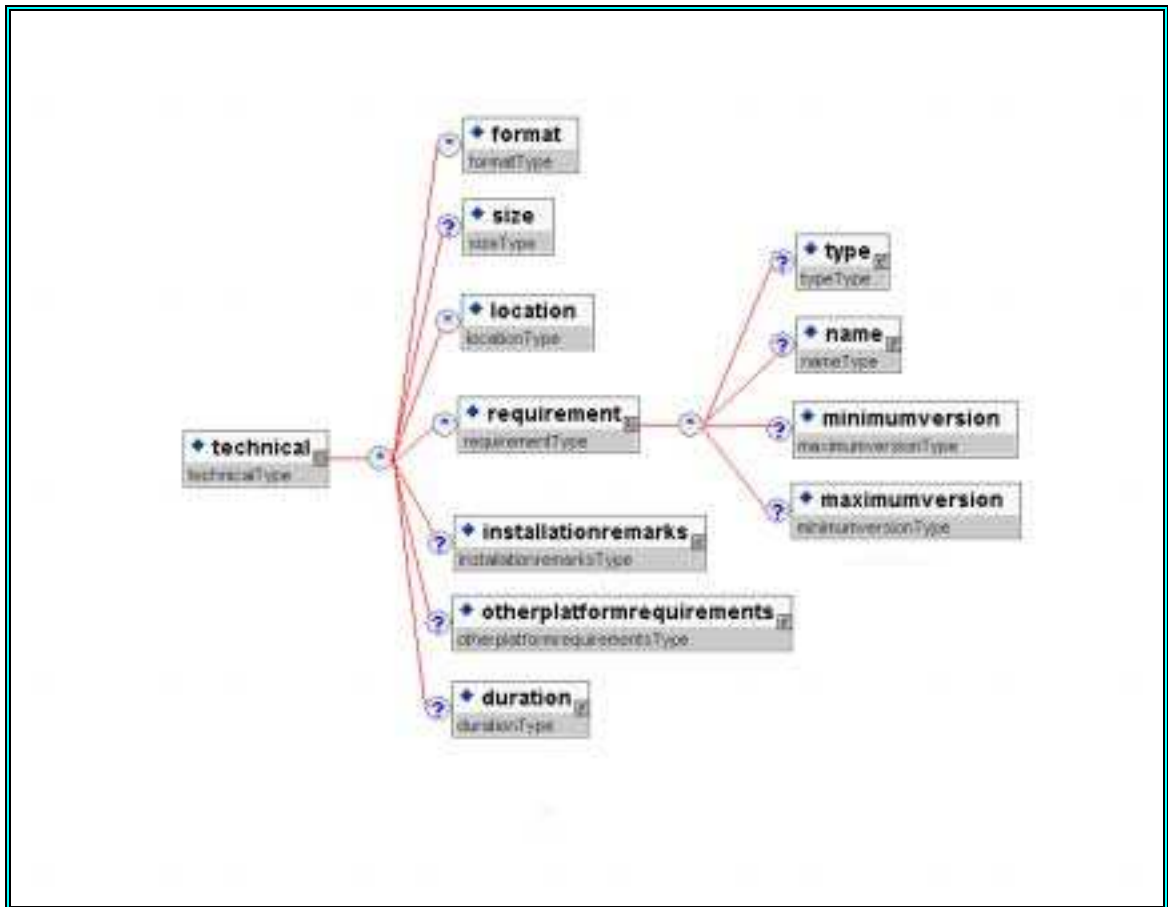 format
formatType
size
sizeType
location
locationType
requirement
requirementType
technical
technicalType
installationremarks
installationremarksType
otherplatformrequirements
otherplatformrequirementsType
duration
durationType
type
typeType
name
nameType
minimumversion
maximumversionType
maximumversion
minimumversionType
*
?
*
*
*
?
?
?
*
?
?
?
?